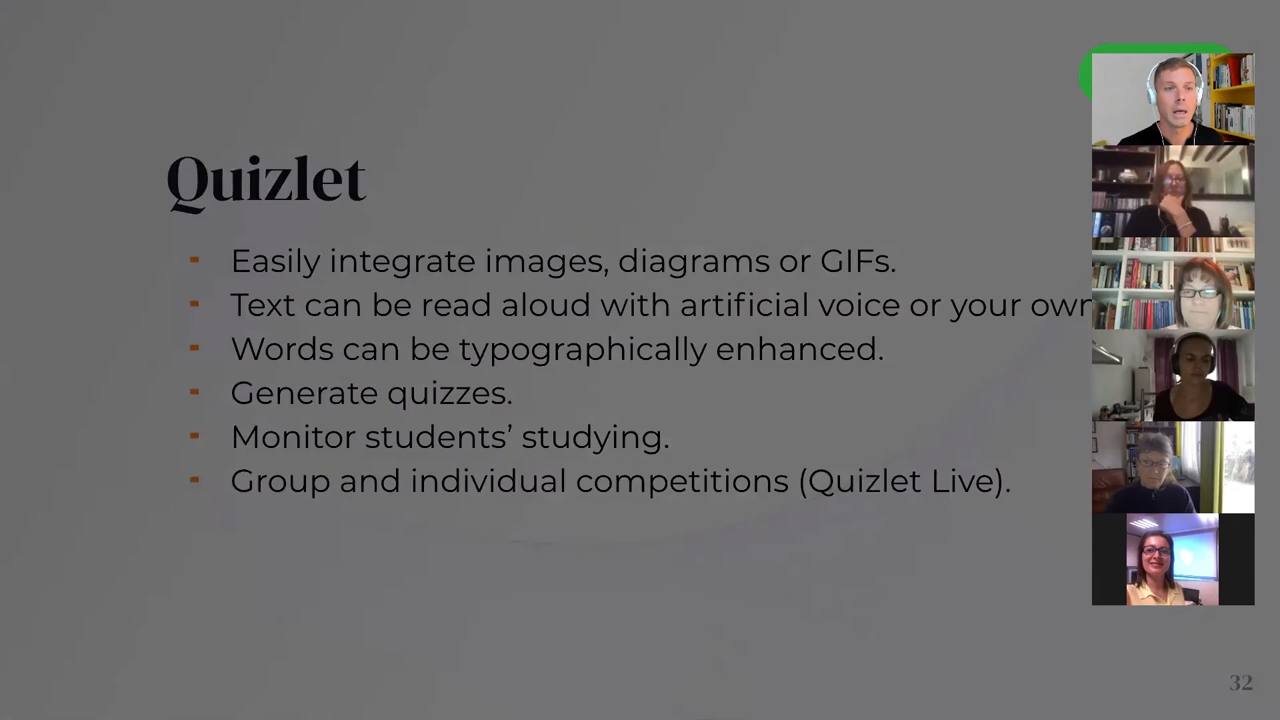 Quizlet
Easily integrate images, diagrams or GIFs.
Text can be read aloud with artificial voice or your own
Words can be typographically enhanced.
Generate quizzes.
Monitor students’ studying.
Group and individual competitions (Quizlet Live).
32